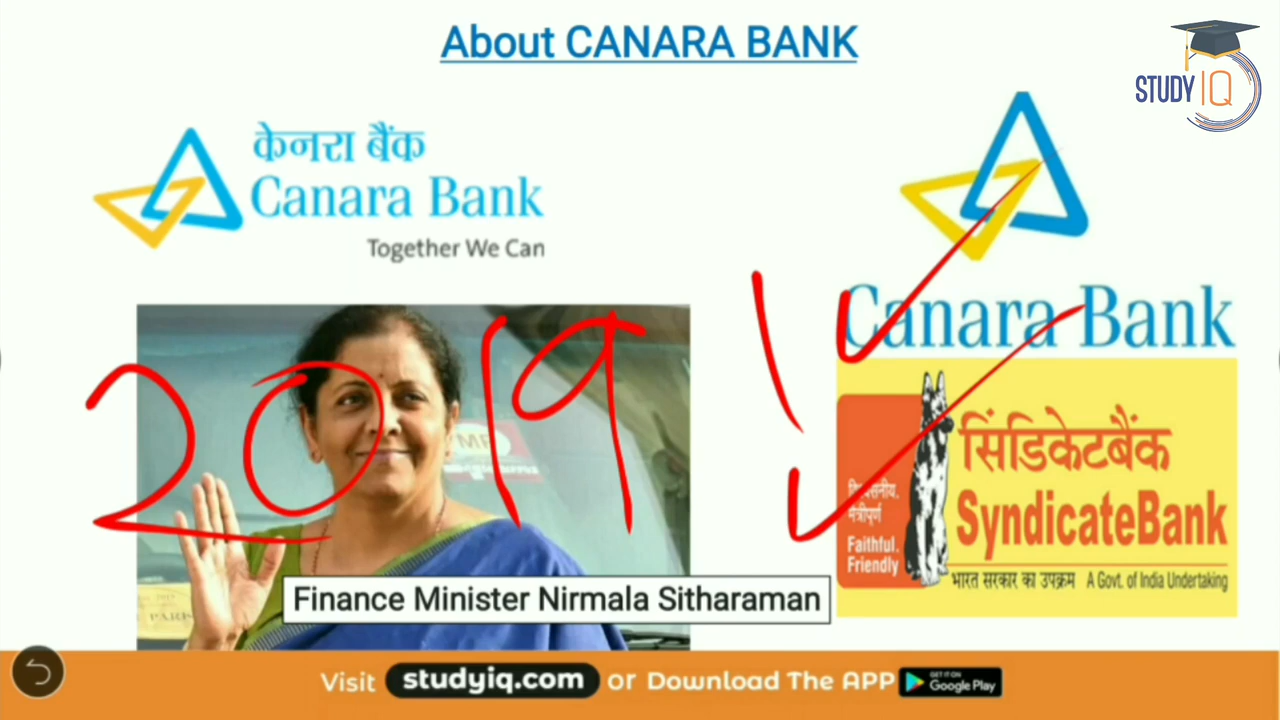 About CANARA BANK
STUDY IQ
केनरा बैंक
Canara Bank
Together We Can
Canara Bank
2019
सिंडिकेटबैंक
SyndicateBank
Faithful.
Friendly
भारत सरकार का उपक्रम A Govt. of India Undertaking
Finance Minister Nirmala Sitharaman
Visit studyiq.com or Download The APP GET IT ON Google Play